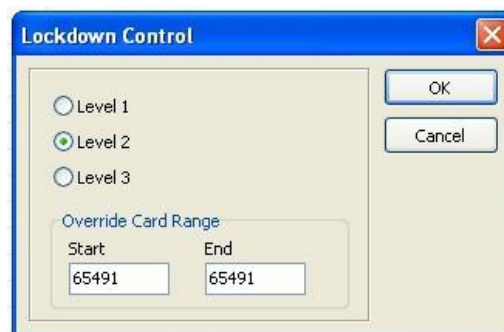 Lockdown Control
OK
Cancel
Level 1
Level 2
Level 3
Override Card Range
Start End
65491 65491